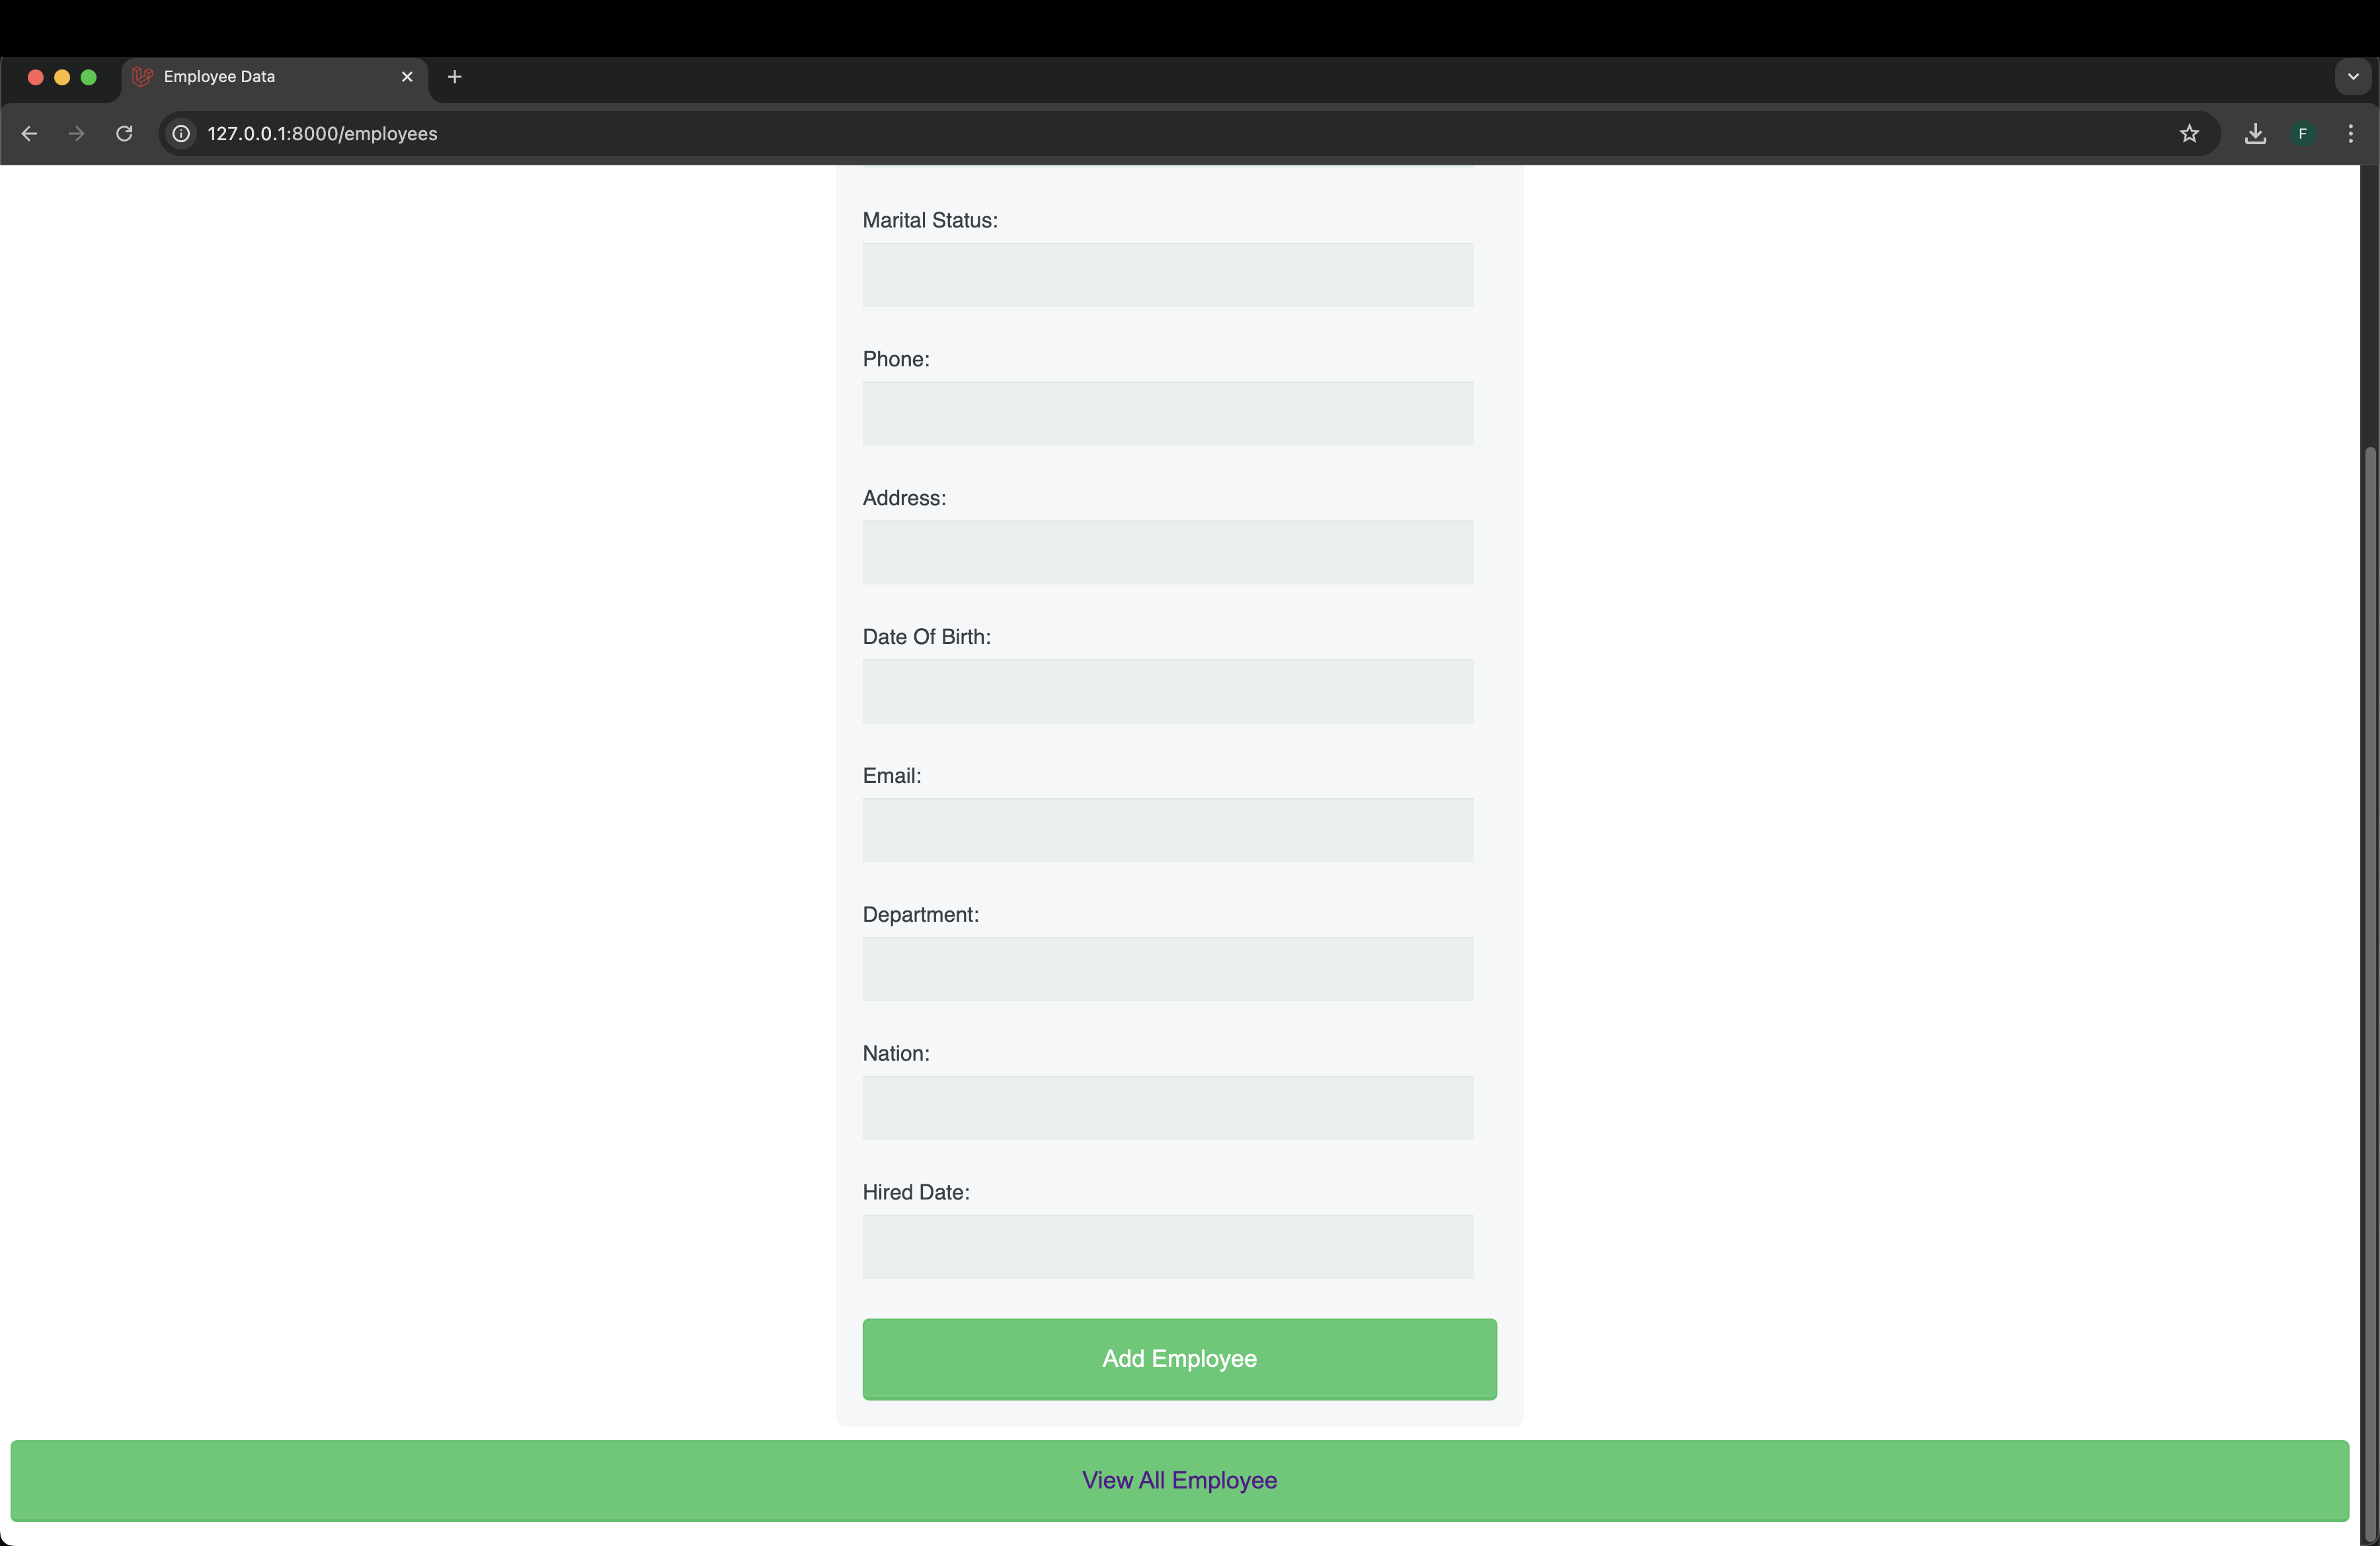 Employee Data
127.0.0.1:8000/employees
F
Marital Status:
Phone:
Address:
Date Of Birth:
Email:
Department:
Nation:
Hired Date:
Add Employee
View All Employee